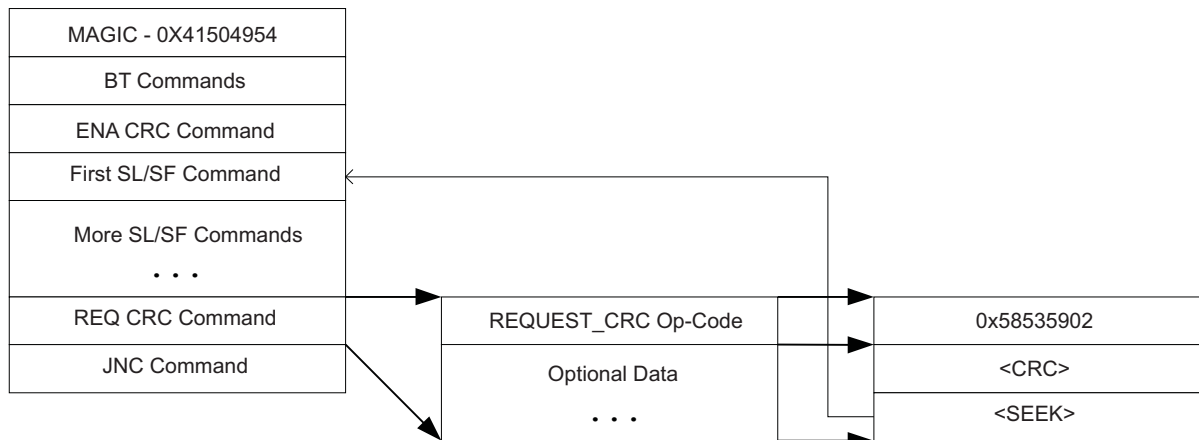 MAGIC - 0X41504954
BT Commands
ENA CRC Command
First SL/SF Command
More SL/SF Commands
. . .
REQ CRC Command
JNC Command
REQUEST_CRC Op-Code
Optional Data
. . .
0x58535902
<CRC>
<SEEK>